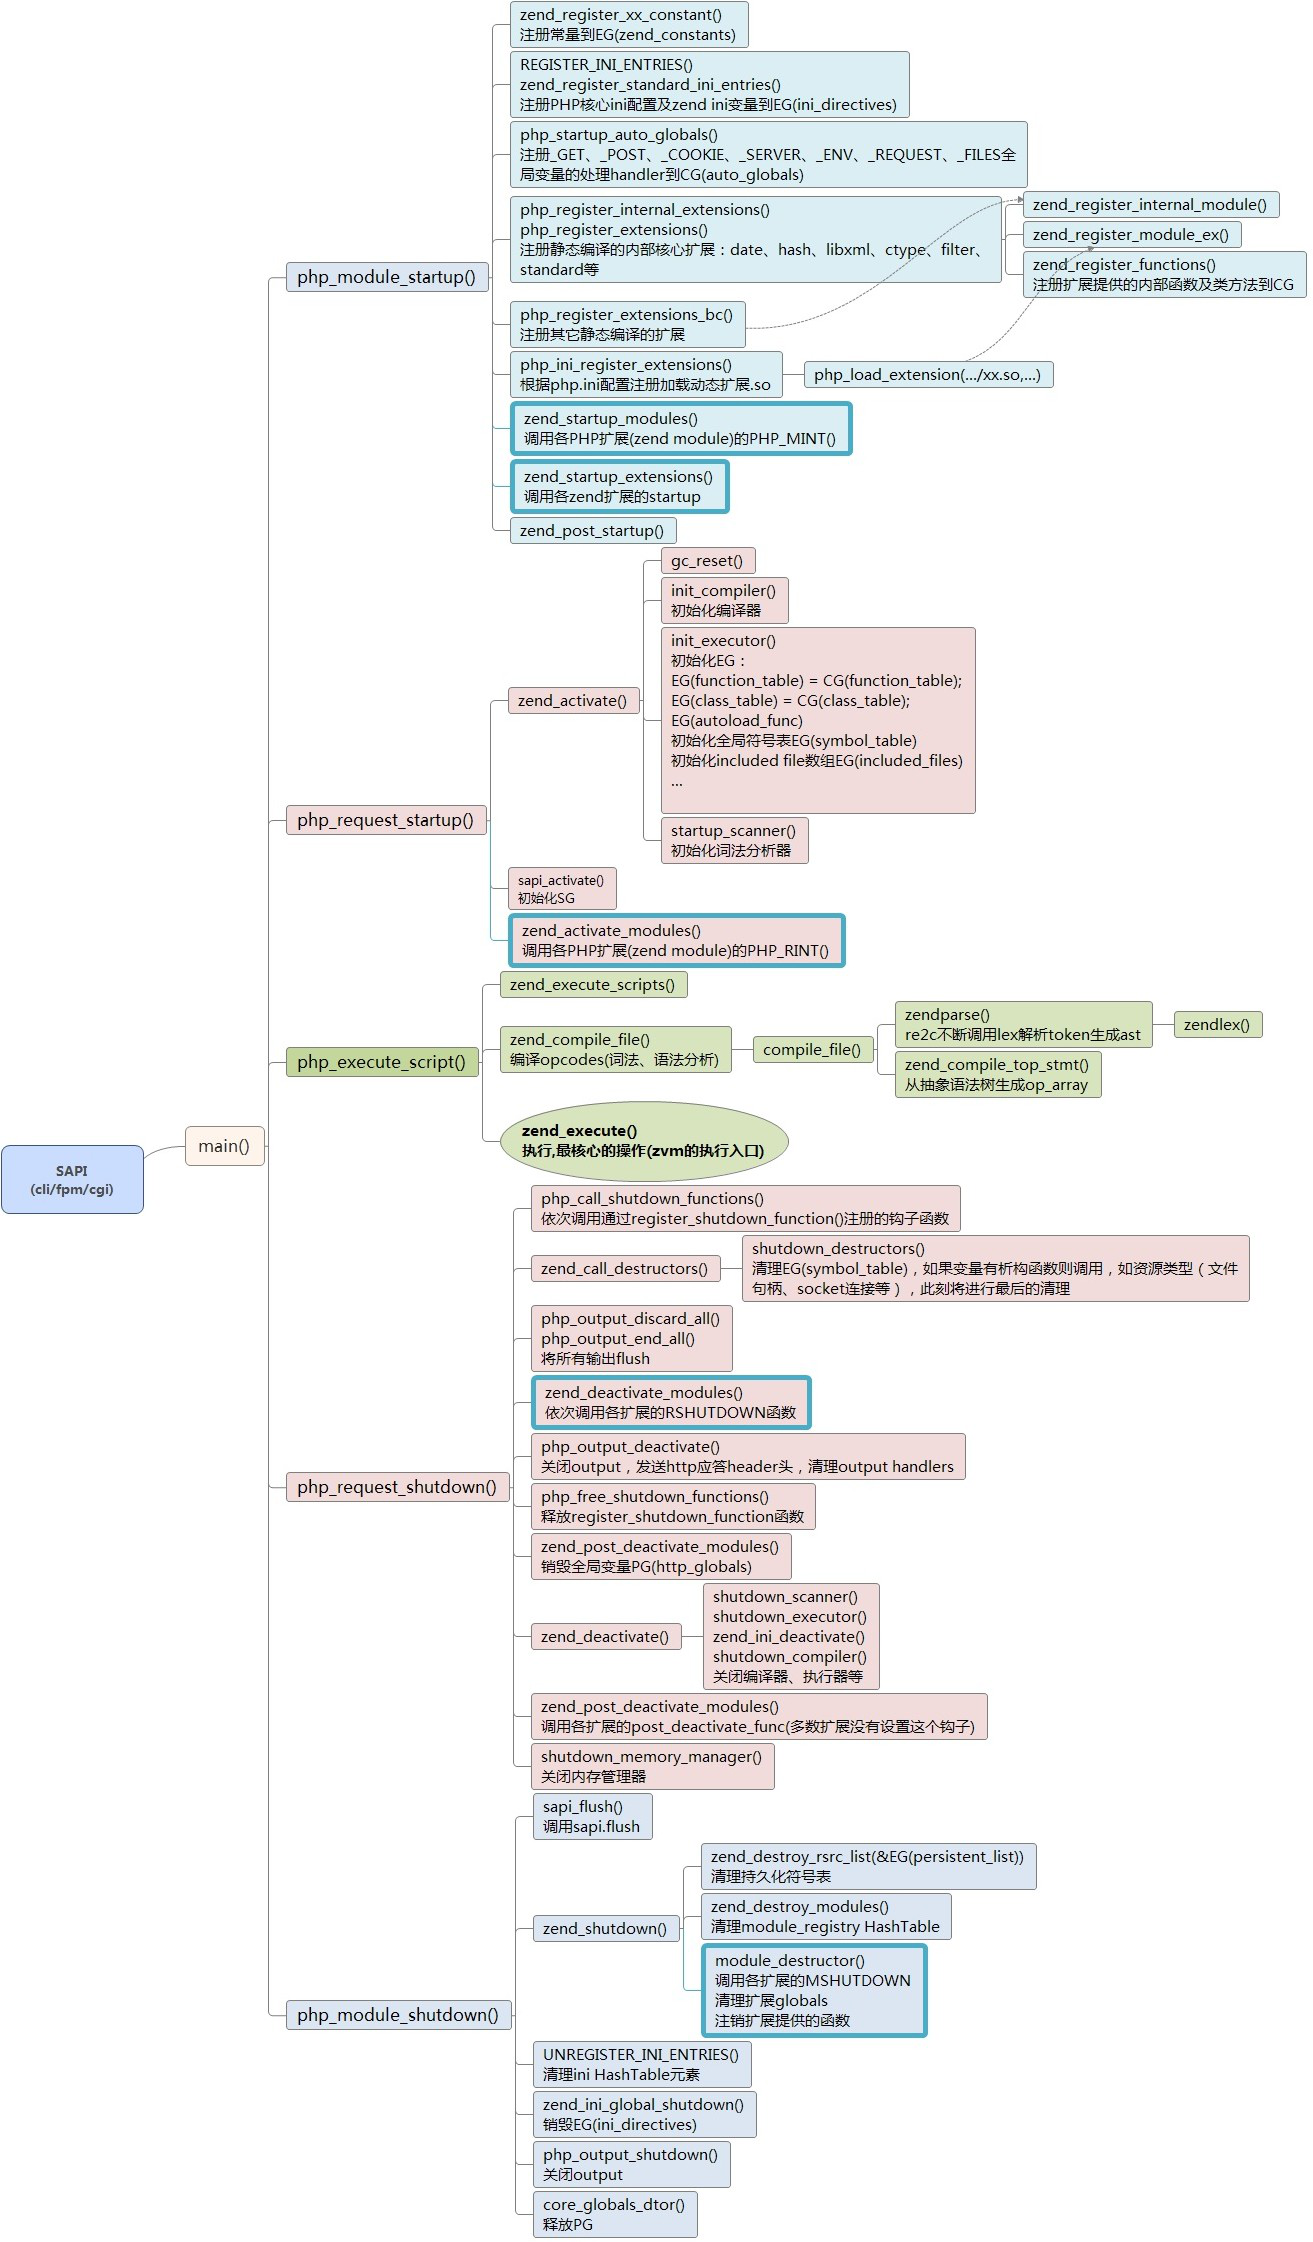 SAPI
(cli/fpm/cgi)
main()
php_module_startup()
zend_register_xx_constant()
注册常量到EG(zend_constants)
REGISTER_INI_ENTRIES()
zend_register_standard_ini_entries()
注册PHP核心ini配置及zend ini变量到EG(ini_directives)
php_startup_auto_globals()
注册_GET、_POST、_COOKIE、_SERVER、_ENV、_REQUEST、_FILES全
局变量的处理handler到CG(auto_globals)
php_register_internal_extensions()
php_register_extensions()
注册静态编译的内部核心扩展：date、hash、libxml、ctype、filter、
standard等
zend_register_internal_module()
zend_register_module_ex()
zend_register_functions()
注册扩展提供的内部函数及类方法到CG
php_register_extensions_bc()
注册其它静态编译的扩展
php_ini_register_extensions()
根据php.ini配置注册加载动态扩展.so
php_load_extension(.../xx.so,...)
zend_startup_modules()
调用各PHP扩展(zend module)的PHP_MINT()
zend_startup_extensions()
调用各zend扩展的startup
zend_post_startup()
php_request_startup()
zend_activate()
gc_reset()
init_compiler()
初始化编译器
init_executor()
初始化EG：
EG(function_table) = CG(function_table);
EG(class_table) = CG(class_table);
EG(autoload_func)
初始化全局符号表EG(symbol_table)
初始化included file数组EG(included_files)
...
startup_scanner()
初始化词法分析器
sapi_activate()
初始化SG
zend_activate_modules()
调用各PHP扩展(zend module)的PHP_RINT()
php_execute_script()
zend_execute_scripts()
zend_compile_file()
编译opcodes(词法、语法分析)
compile_file()
zendparse()
re2c不断调用lex解析token生成ast
zendlex()
zend_compile_top_stmt()
从抽象语法树生成op_array
zend_execute()
执行,最核心的操作(zvm的执行入口)
php_request_shutdown()
php_call_shutdown_functions()
依次调用通过register_shutdown_function()注册的钩子函数
zend_call_destructors()
shutdown_destructors()
清理EG(symbol_table)，如果变量有析构函数则调用，如资源类型（文件
句柄、socket连接等），此刻将进行最后的清理
php_output_discard_all()
php_output_end_all()
将所有输出flush
zend_deactivate_modules()
依次调用各扩展的RSHUTDOWN函数
php_output_deactivate()
关闭output，发送http应答header头，清理output handlers
php_free_shutdown_functions()
释放register_shutdown_function函数
zend_post_deactivate_modules()
销毁全局变量PG(http_globals)
zend_deactivate()
shutdown_scanner()
shutdown_executor()
zend_ini_deactivate()
shutdown_compiler()
关闭编译器、执行器等
zend_post_deactivate_modules()
调用各扩展的post_deactivate_func(多数扩展没有设置这个钩子)
shutdown_memory_manager()
关闭内存管理器
php_module_shutdown()
sapi_flush()
调用sapi.flush
zend_shutdown()
zend_destroy_rsrc_list(&EG(persistent_list))
清理持久化符号表
zend_destroy_modules()
清理module_registry HashTable
module_destructor()
调用各扩展的MSHUTDOWN
清理扩展globals
注销扩展提供的函数
UNREGISTER_INI_ENTRIES()
清理ini HashTable元素
zend_ini_global_shutdown()
销毁EG(ini_directives)
php_output_shutdown()
关闭output
core_globals_dtor()
释放PG